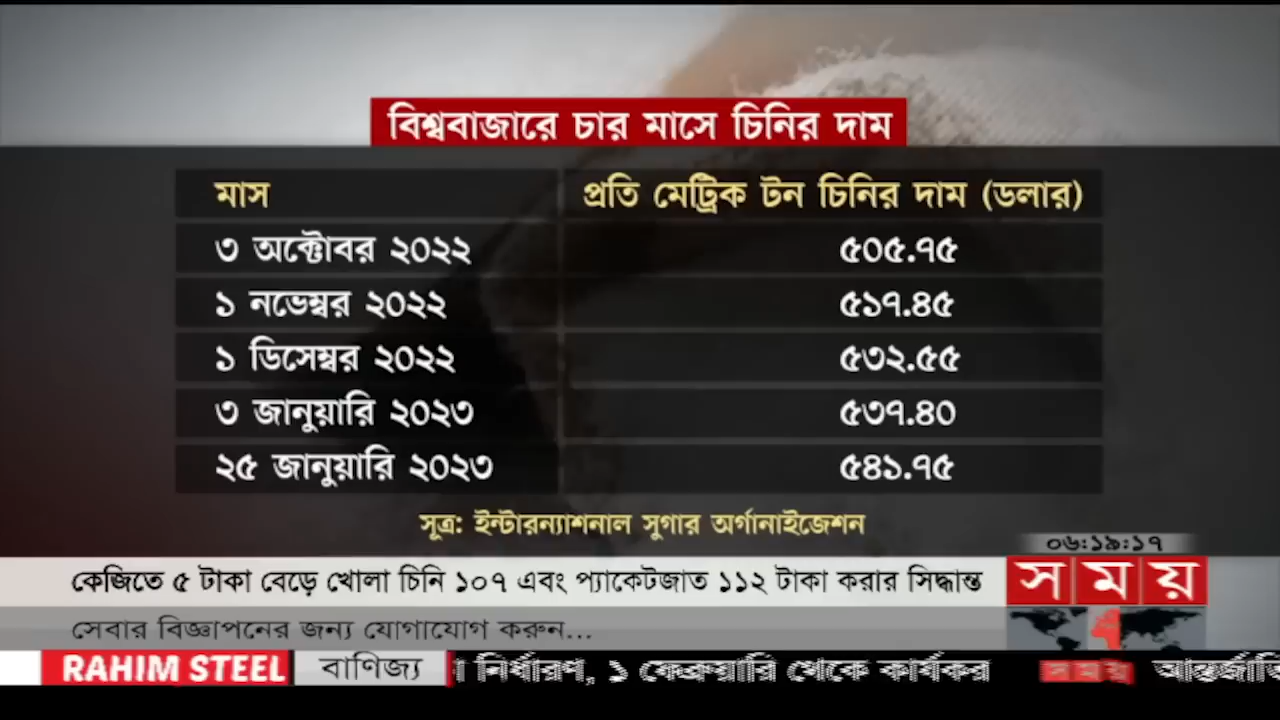 বিশ্ববাজারে চার মাসে চিনির দাম
মাস প্রতি মেট্রিক টন চিনির দাম (ডলার)
৩ অক্টোবর ২০২২ ৫০৫.৭৫
১ নভেম্বর ২০২২ ৫১৭.৪৫
১ ডিসেম্বর ২০২২ ৫৩২.৫৫
৩ জানুয়ারি ২০২৩ ৫৩৭.৪০
২৫ জানুয়ারি ২০২৩ ৫৪১.৭৫
সূত্র: ইন্টারন্যাশনাল সুগার অর্গানাইজেশন
০৬:১৯:১৭
কেজিতে ৫ টাকা বেড়ে খোলা চিনি ১০৭ এবং প্যাকেটজাত ১১২ টাকা করার সিদ্ধান্ত
সময়
সেবার বিজ্ঞাপনের জন্য যোগাযোগ করুন...
RAHIM STEEL বাণিজ্য নির্ধারণ, ১ ফেব্রুয়ারি থেকে কার্যকর সময়